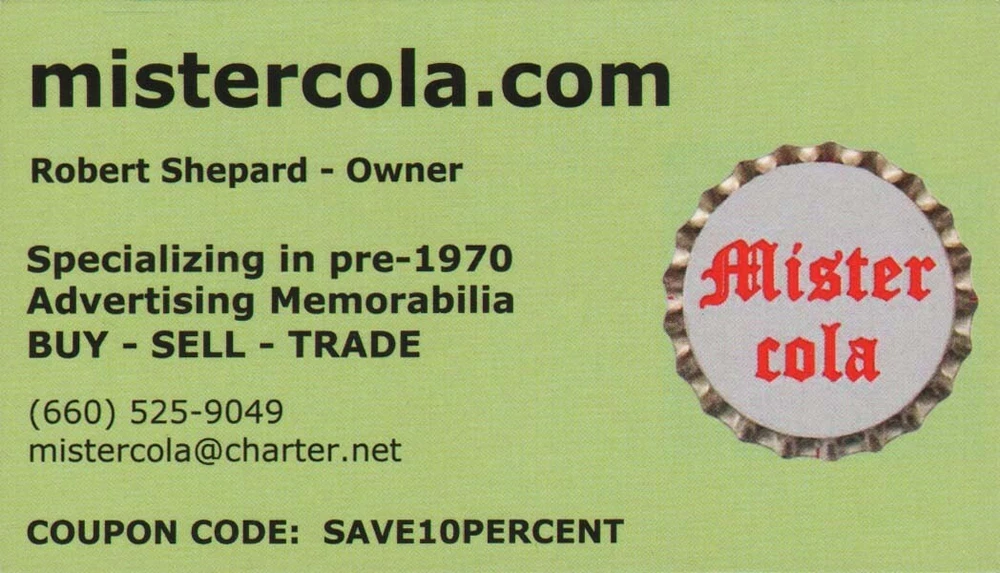 mistercola.com
Robert Shepard - Owner
Specializing in pre-1970
Advertising Memorabilia
BUY - SELL - TRADE
(660) 525-9049
mistercola@charter.net
COUPON CODE: SAVE10PERCENT
Mister
cola